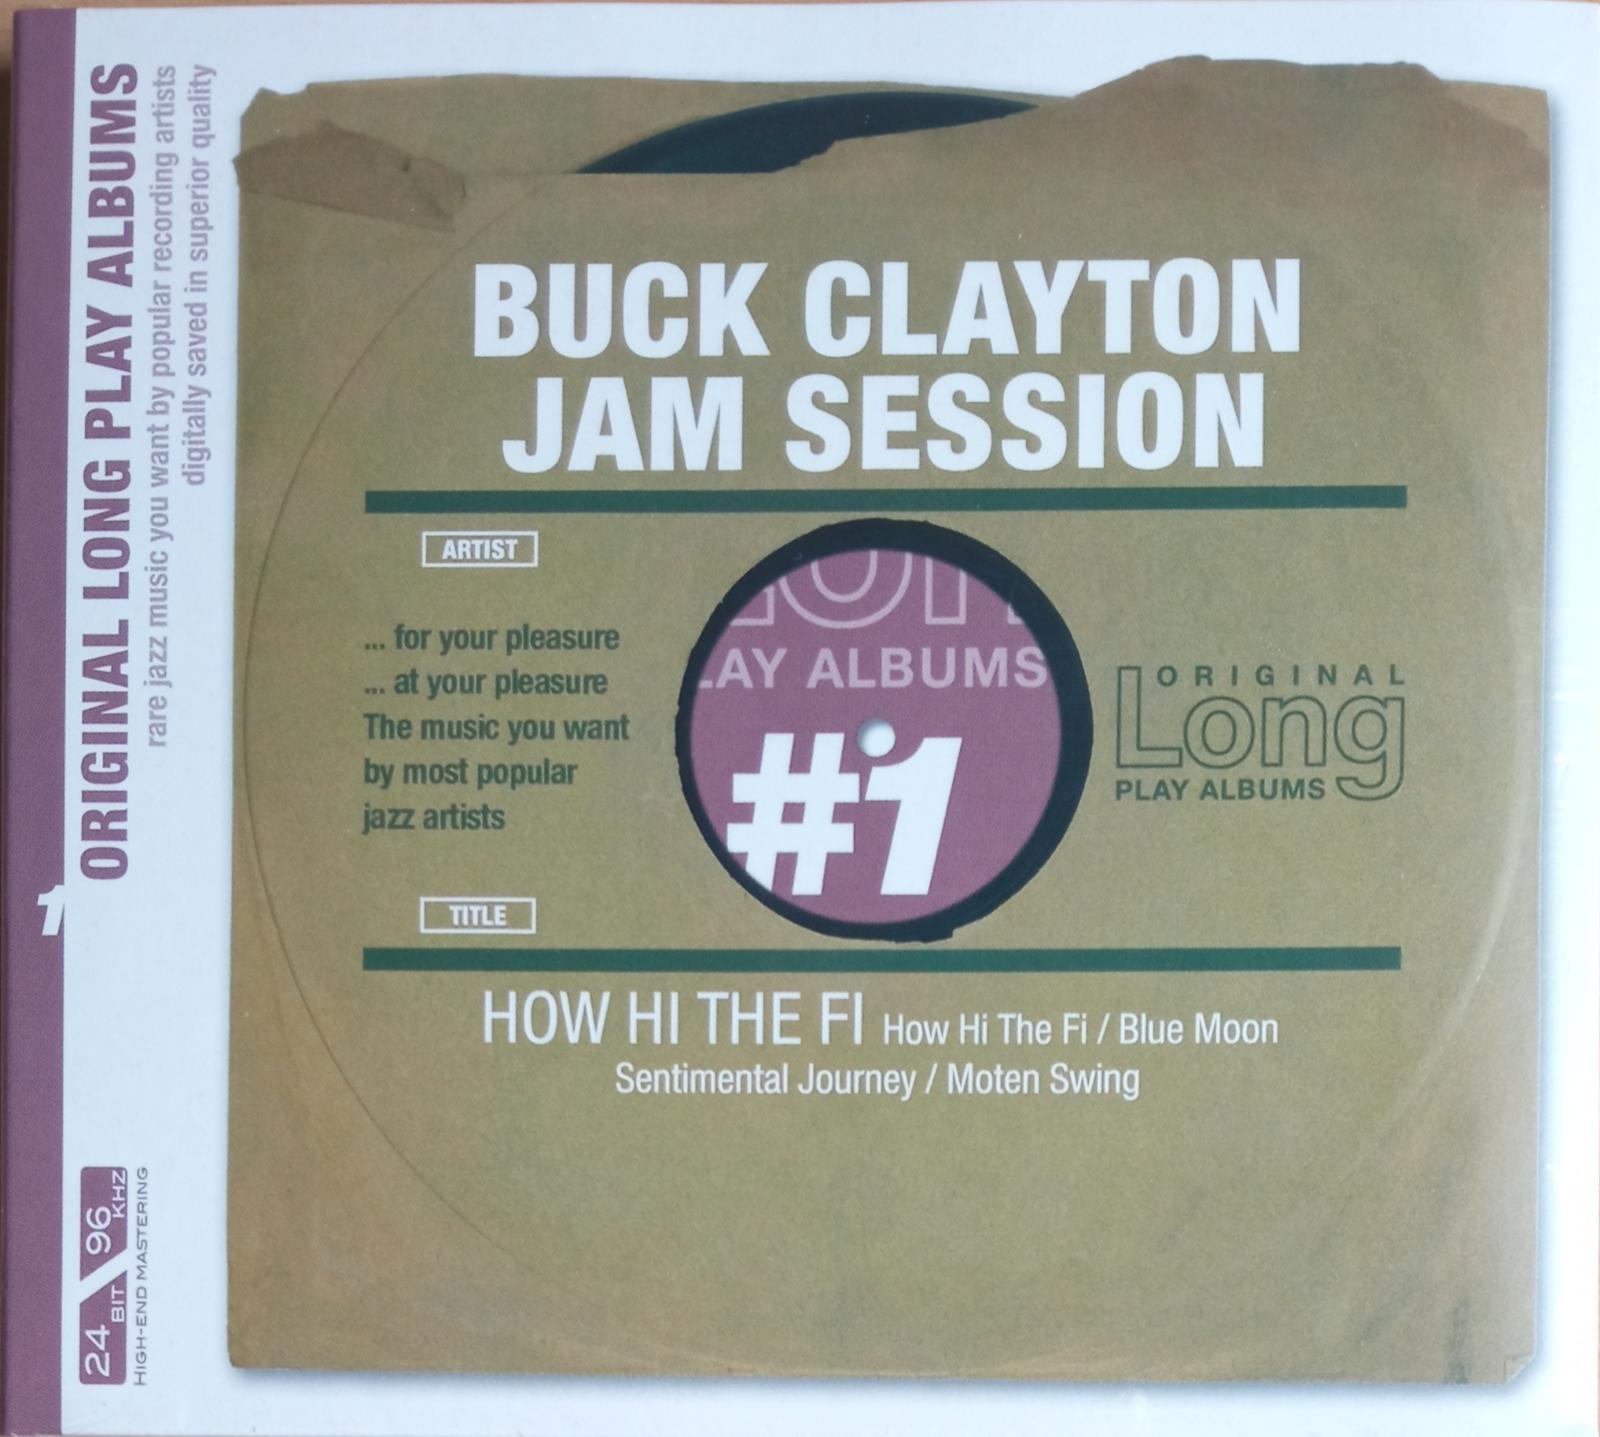 ORIGINAL LONG PLAY ALBUMS
rare jazz music you want by popular recording artists
digitally saved in superior quality
1
24 BIT 96 KHZ
HIGH-END MASTERING
BUCK CLAYTON
JAM SESSION
ARTIST
... for your pleasure
... at your pleasure
The music you want
by most popular
jazz artists
LAY ALBUMS
#1
ORIGINAL
Long
PLAY ALBUMS
TITLE
HOW HI THE FI How Hi The Fi / Blue Moon
Sentimental Journey / Moten Swing